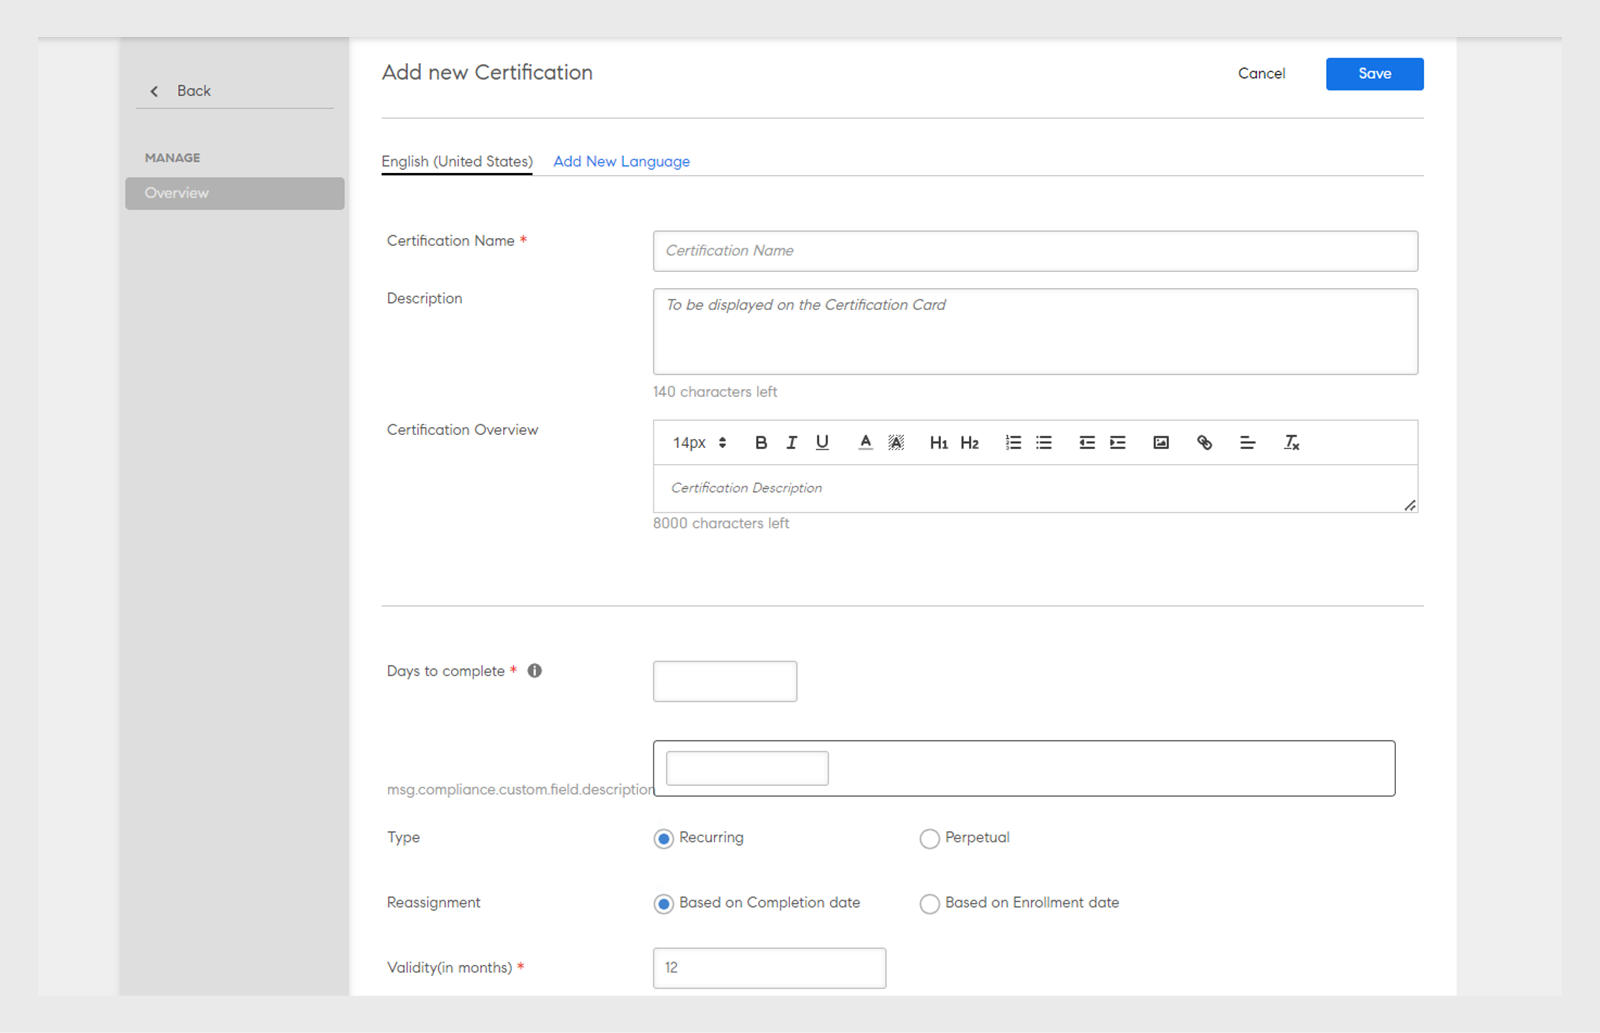 Add new Certification
Cancel
Save
Back
MANAGE
Overview
English (United States)
Add New Language
Certification Name *
Certification Name
Description
To be displayed on the Certification Card
140 characters left
Certification Overview
14px B I U A A H1 H2
Certification Description
8000 characters left
Days to complete *
msg.compliance.custom.field.description
Type
Recurring
Perpetual
Reassignment
Based on Completion date
Based on Enrollment date
Validity(in months) *
12